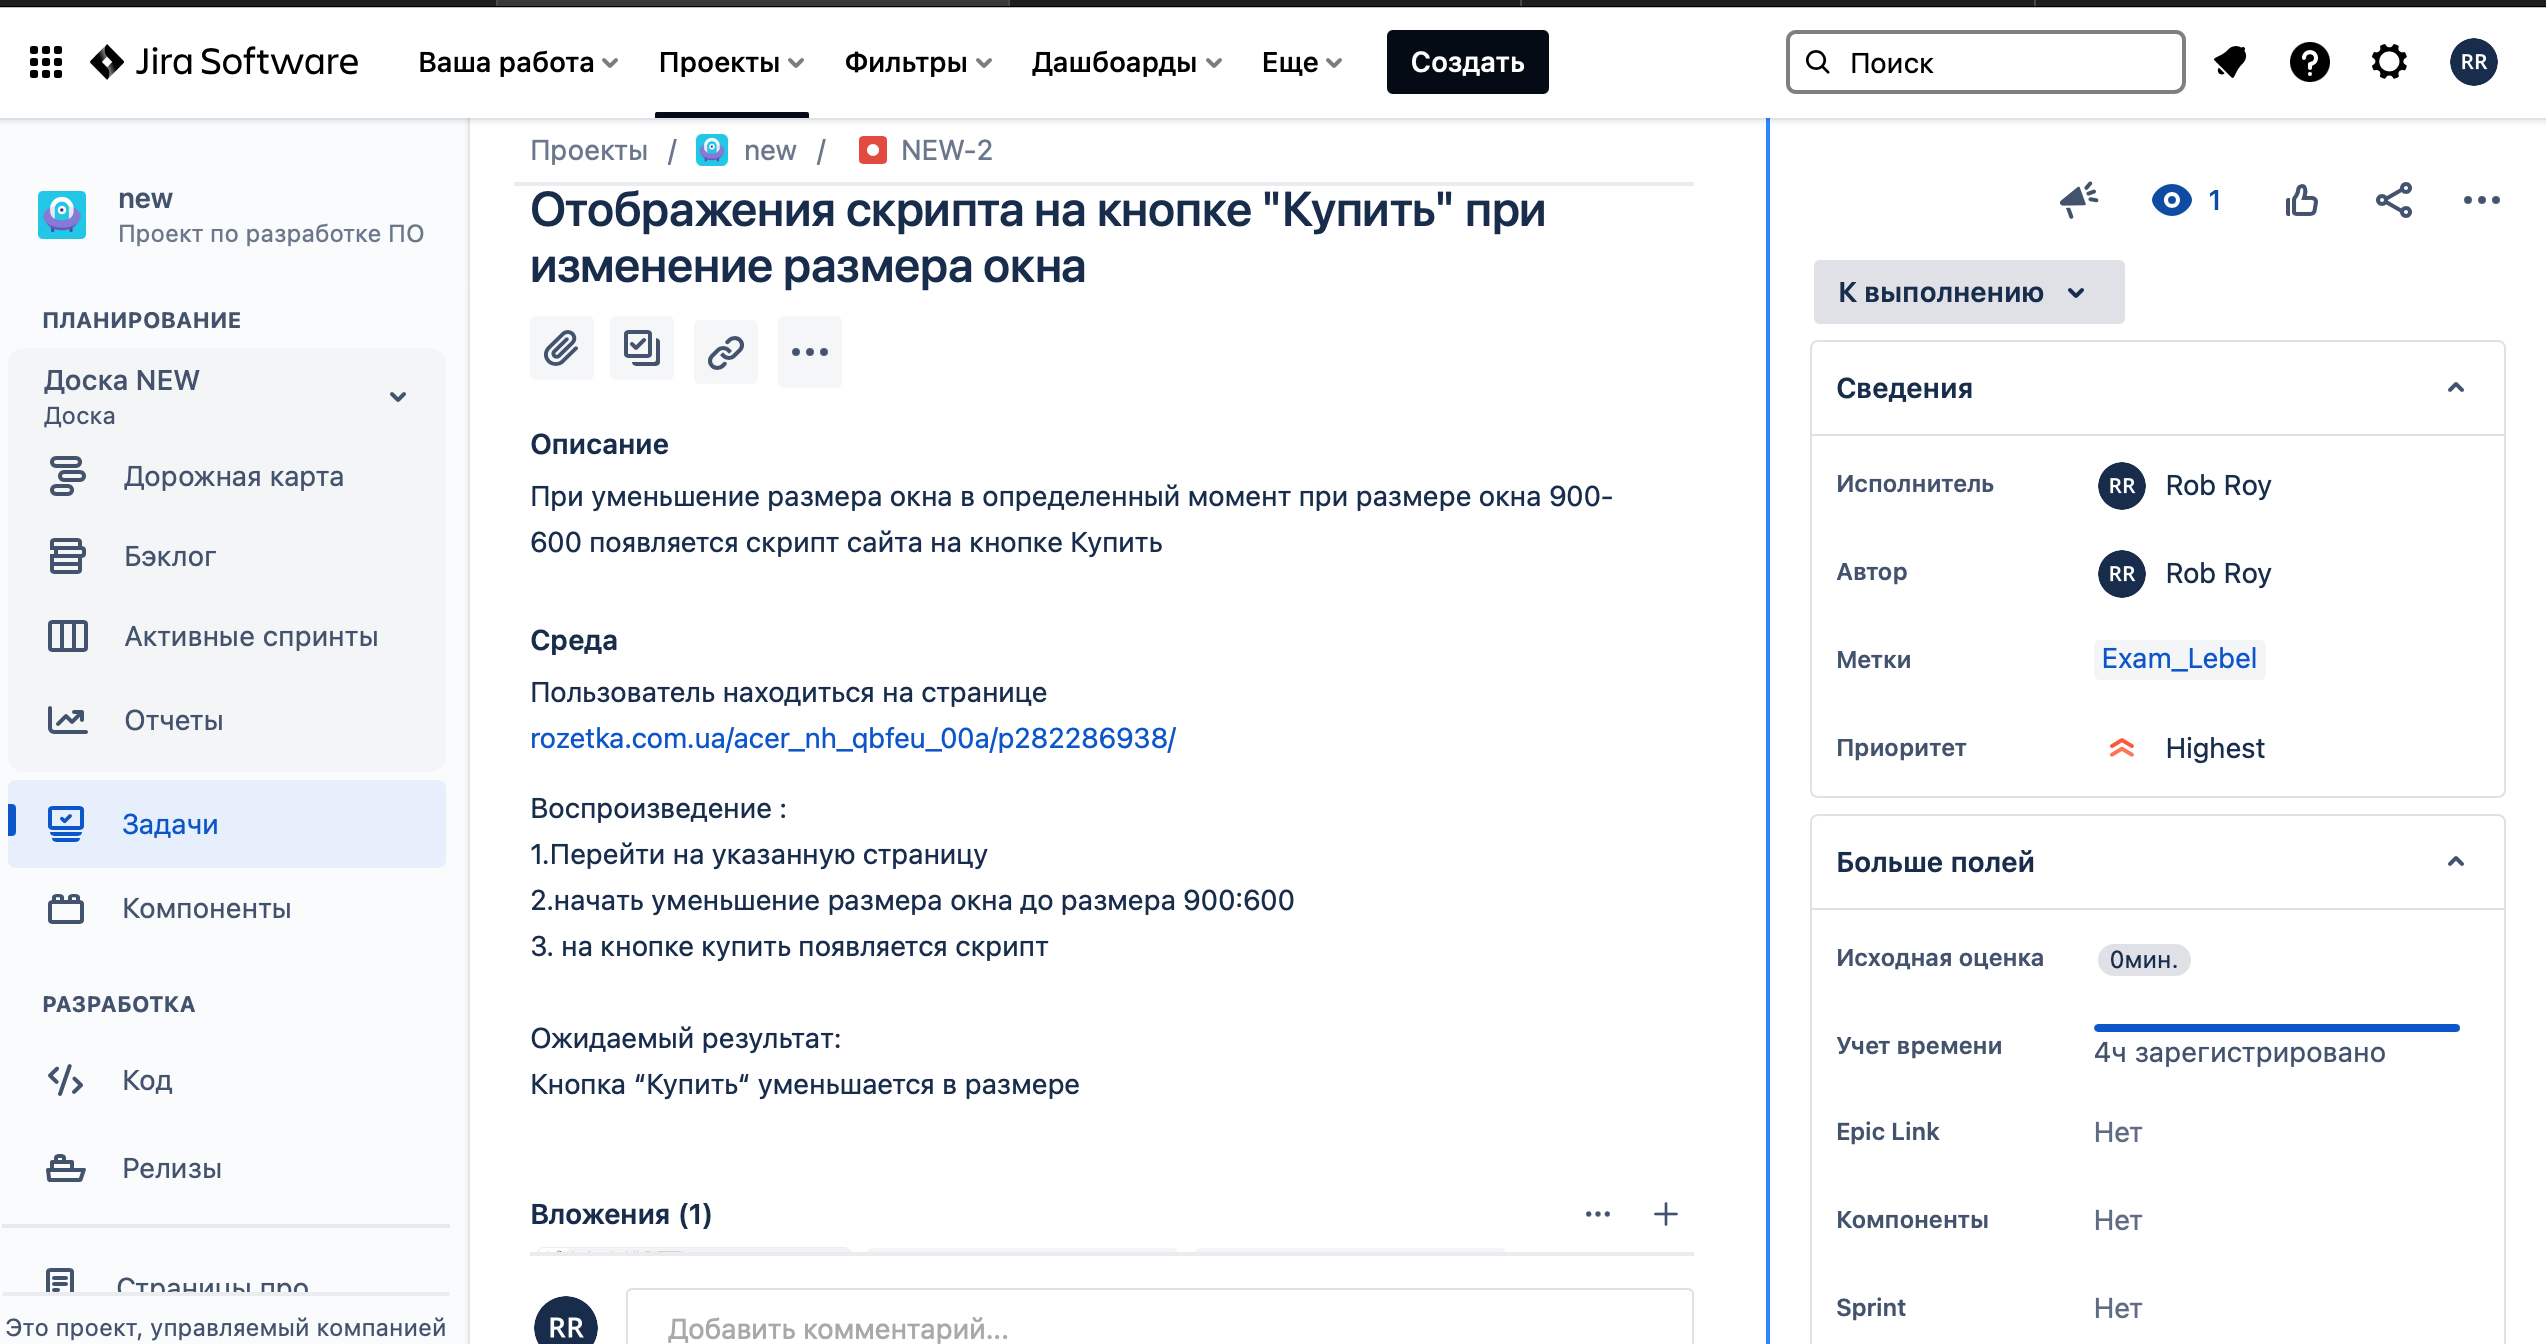 Jira Software
Ваша работа
Проекты
Фильтры
Дашбоарды
Еще
Создать
Поиск
RR
new
Проект по разработке ПО
ПЛАНИРОВАНИЕ
Доска NEW
Доска
Дорожная карта
Бэклог
Активные спринты
Отчеты
Задачи
Компоненты
РАЗРАБОТКА
Код
Релизы
Страницы про
Это проект, управляемый компанией
Проекты / new / NEW-2
Отображения скрипта на кнопке "Купить" при
изменение размера окна
Описание
При уменьшение размера окна в определенный момент при размере окна 900-
600 появляется скрипт сайта на кнопке Купить
Среда
Пользователь находиться на странице
rozetka.com.ua/acer_nh_qbfeu_00a/p282286938/
Воспроизведение :
1.Перейти на указанную страницу
2.начать уменьшение размера окна до размера 900:600
3. на кнопке купить появляется скрипт
Ожидаемый результат:
Кнопка “Купить“ уменьшается в размере
Вложения (1)
RR
Добавить комментарий...
1
К выполнению
Сведения
Исполнитель RR Rob Roy
Автор RR Rob Roy
Метки Exam_Lebel
Приоритет Highest
Больше полей
Исходная оценка 0мин.
Учет времени 4ч зарегистрировано
Epic Link Нет
Компоненты Нет
Sprint Нет